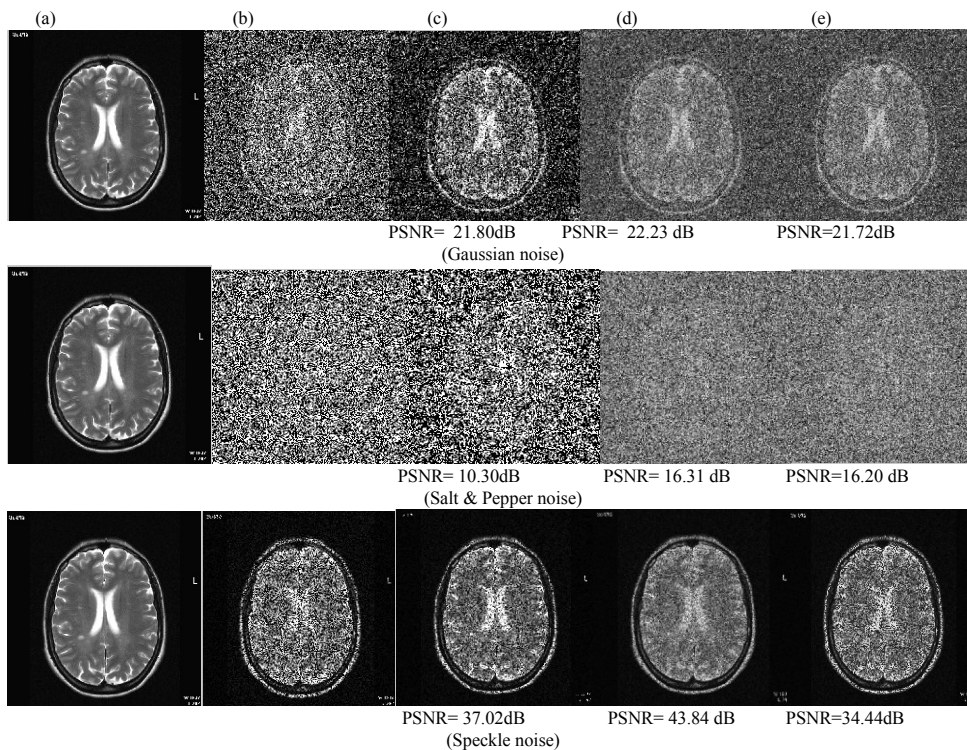 (a) (b) (c) (d) (e)
L
PSNR= 21.80dB PSNR= 22.23 dB PSNR=21.72dB
(Gaussian noise)
L
PSNR= 10.30dB PSNR= 16.31 dB PSNR=16.20 dB
(Salt & Pepper noise)
L L L
PSNR= 37.02dB PSNR= 43.84 dB PSNR=34.44dB
(Speckle noise)